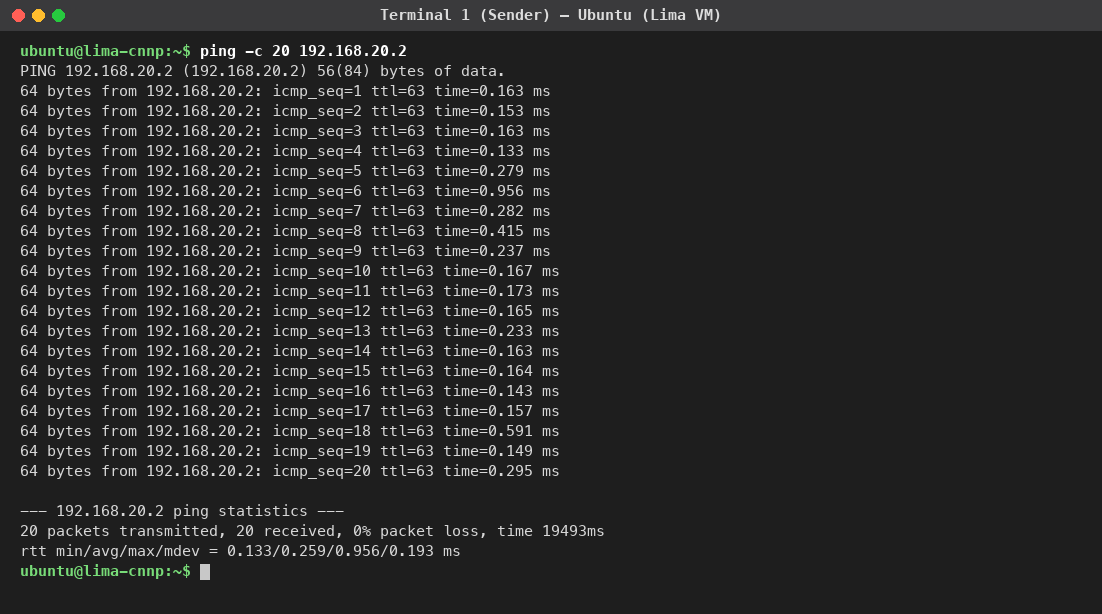 Terminal 1 (Sender) — Ubuntu (Lima VM)
ubuntu@lima-cnnp:~$ ping -c 20 192.168.20.2
PING 192.168.20.2 (192.168.20.2) 56(84) bytes of data.
64 bytes from 192.168.20.2: icmp_seq=1 ttl=63 time=0.163 ms
64 bytes from 192.168.20.2: icmp_seq=2 ttl=63 time=0.153 ms
64 bytes from 192.168.20.2: icmp_seq=3 ttl=63 time=0.163 ms
64 bytes from 192.168.20.2: icmp_seq=4 ttl=63 time=0.133 ms
64 bytes from 192.168.20.2: icmp_seq=5 ttl=63 time=0.279 ms
64 bytes from 192.168.20.2: icmp_seq=6 ttl=63 time=0.956 ms
64 bytes from 192.168.20.2: icmp_seq=7 ttl=63 time=0.282 ms
64 bytes from 192.168.20.2: icmp_seq=8 ttl=63 time=0.415 ms
64 bytes from 192.168.20.2: icmp_seq=9 ttl=63 time=0.237 ms
64 bytes from 192.168.20.2: icmp_seq=10 ttl=63 time=0.167 ms
64 bytes from 192.168.20.2: icmp_seq=11 ttl=63 time=0.173 ms
64 bytes from 192.168.20.2: icmp_seq=12 ttl=63 time=0.165 ms
64 bytes from 192.168.20.2: icmp_seq=13 ttl=63 time=0.233 ms
64 bytes from 192.168.20.2: icmp_seq=14 ttl=63 time=0.163 ms
64 bytes from 192.168.20.2: icmp_seq=15 ttl=63 time=0.164 ms
64 bytes from 192.168.20.2: icmp_seq=16 ttl=63 time=0.143 ms
64 bytes from 192.168.20.2: icmp_seq=17 ttl=63 time=0.157 ms
64 bytes from 192.168.20.2: icmp_seq=18 ttl=63 time=0.591 ms
64 bytes from 192.168.20.2: icmp_seq=19 ttl=63 time=0.149 ms
64 bytes from 192.168.20.2: icmp_seq=20 ttl=63 time=0.295 ms
--- 192.168.20.2 ping statistics ---
20 packets transmitted, 20 received, 0% packet loss, time 19493ms
rtt min/avg/max/mdev = 0.133/0.259/0.956/0.193 ms
ubuntu@lima-cnnp:~$